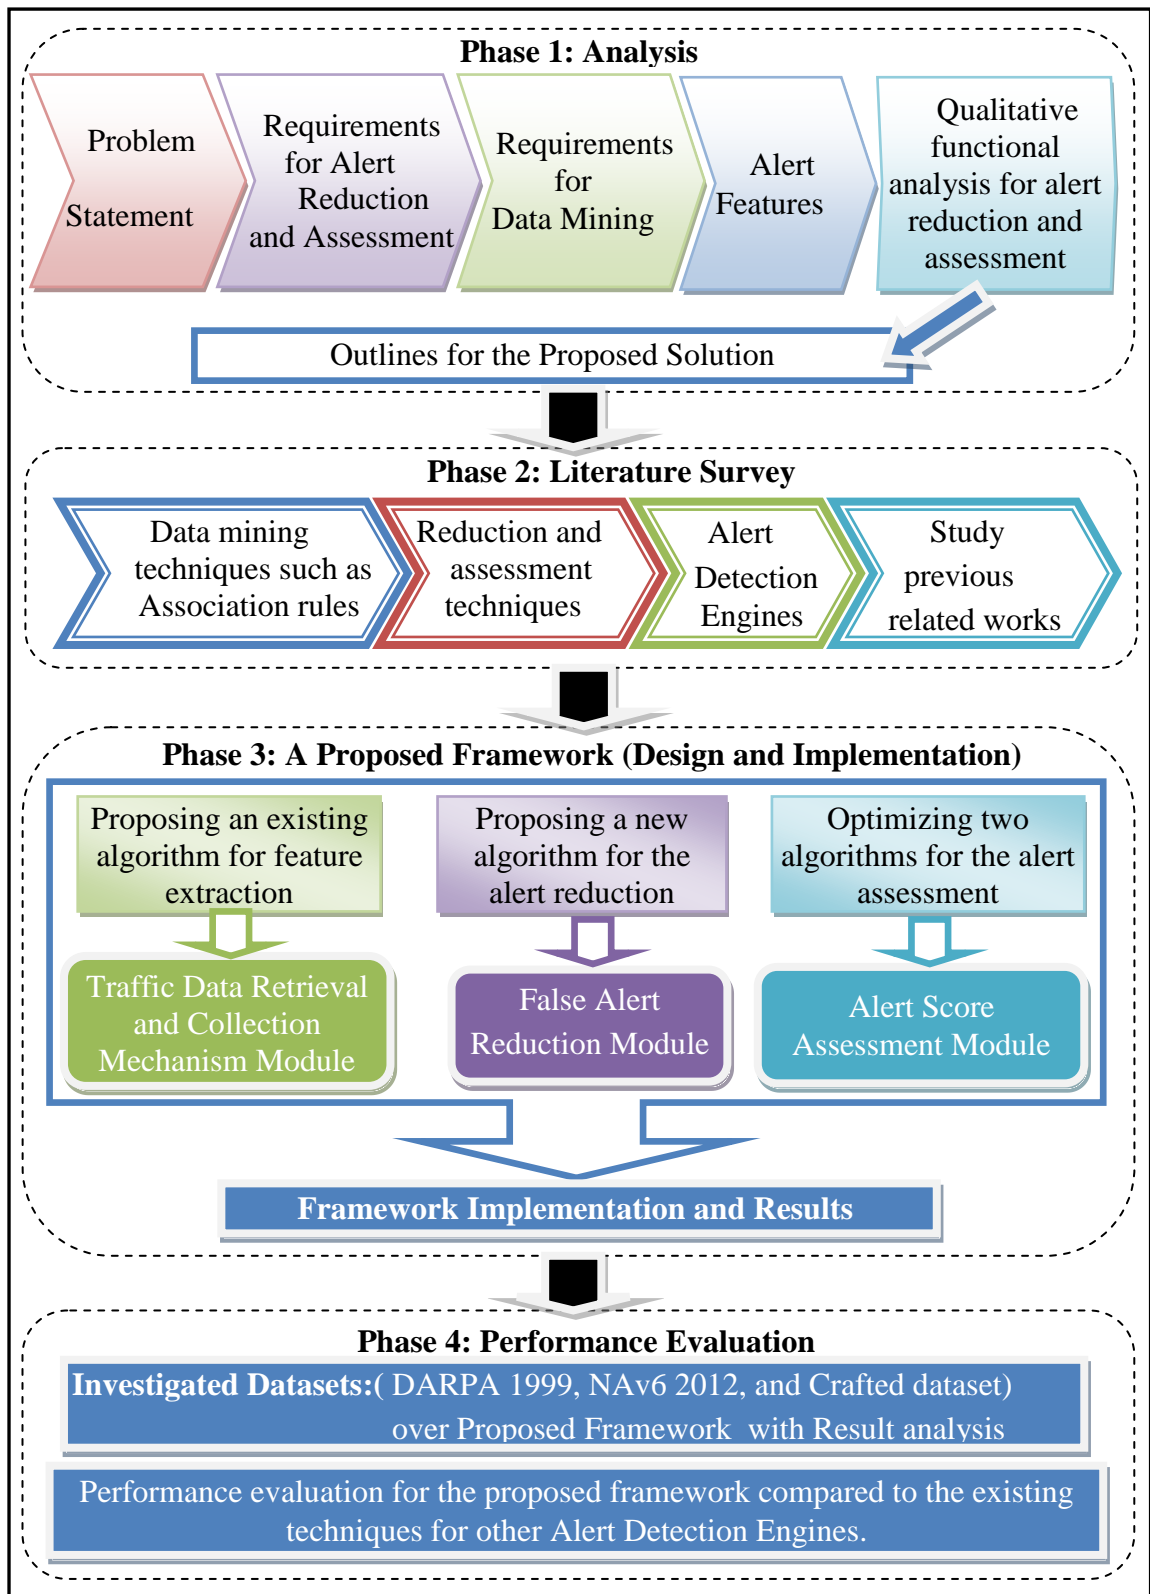 Phase 1: Analysis
Problem
Statement
Requirements
for Alert
Reduction
and Assessment
Requirements
for
Data Mining
Alert
Features
Qualitative
functional
analysis for alert
reduction and
assessment
Outlines for the Proposed Solution
Phase 2: Literature Survey
Data mining
techniques such as
Association rules
Reduction and
assessment
techniques
Alert
Detection
Engines
Study
previous
related works
Phase 3: A Proposed Framework (Design and Implementation)
Proposing an existing
algorithm for feature
extraction
Proposing a new
algorithm for the
alert reduction
Optimizing two
algorithms for the alert
assessment
Traffic Data Retrieval
and Collection
Mechanism Module
False Alert
Reduction Module
Alert Score
Assessment Module
Framework Implementation and Results
Phase 4: Performance Evaluation
Investigated Datasets:( DARPA 1999, NAv6 2012, and Crafted dataset)
over Proposed Framework with Result analysis
Performance evaluation for the proposed framework compared to the existing
techniques for other Alert Detection Engines.